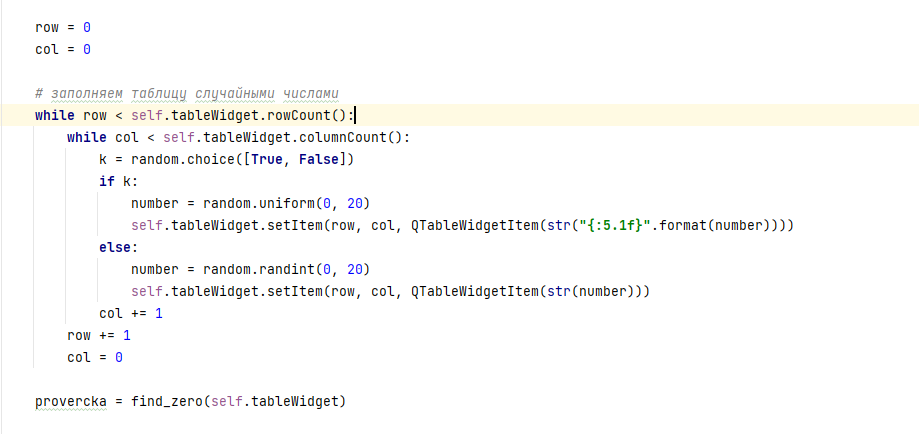 row = 0
col = 0
# заполняем таблицу случайными числами
while row < self.tableWidget.rowCount():
while col < self.tableWidget.columnCount():
k = random.choice([True, False])
if k:
number = random.uniform(0, 20)
self.tableWidget.setItem(row, col, QTableWidgetItem(str("{:5.1f}".format(number))))
else:
number = random.randint(0, 20)
self.tableWidget.setItem(row, col, QTableWidgetItem(str(number)))
col += 1
row += 1
col = 0
provercka = find_zero(self.tableWidget)